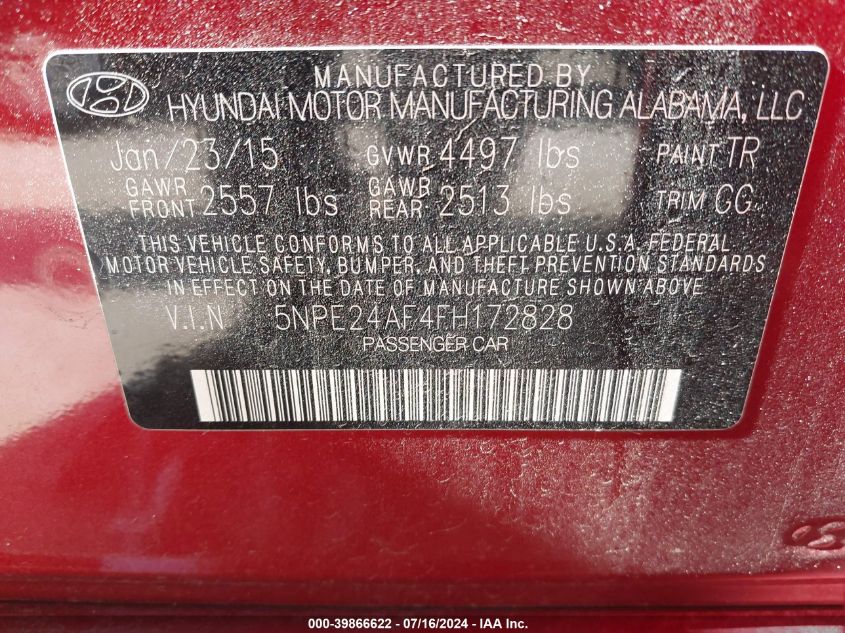 MANUFACTURED BY
HYUNDAI MOTOR MANUFACTURING ALABAMA, LLC
Jan/23/15 GVWR 4497 lbs PAINT TR
GAWR FRONT 2557 lbs GAWR REAR 2513 lbs TRIM GG
THIS VEHICLE CONFORMS TO ALL APPLICABLE U.S.A. FEDERAL
MOTOR VEHICLE SAFETY, BUMPER, AND THEFT PREVENTION STANDARDS
IN EFFECT ON THE DATE OF MANUFACTURE SHOWN ABOVE.
V.I.N 5NPE24AF4FH172828
PASSENGER CAR
000-39866622 - 07/16/2024 - IAA Inc.